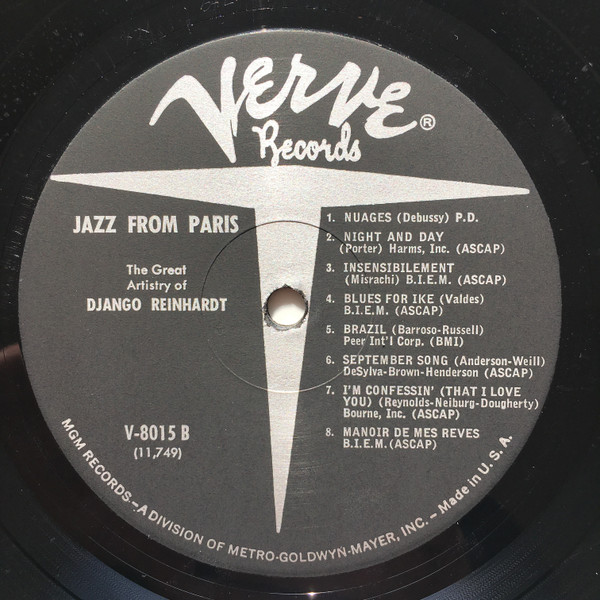 Verve ®
Records
JAZZ FROM PARIS
The Great
Artistry of
DJANGO REINHARDT
V-8015 B
(11,749)
1. NUAGES (Debussy) P.D.
2. NIGHT AND DAY
(Porter) Harms, Inc. (ASCAP)
3. INSENSIBILEMENT
(Misrachi) B.I.E.M. (ASCAP)
4. BLUES FOR IKE (Valdes)
B.I.E.M. (ASCAP)
5. BRAZIL (Barroso-Russell)
Peer Int'l Corp. (BMI)
6. SEPTEMBER SONG (Anderson-Weill)
DeSylva-Brown-Henderson (ASCAP)
7. I'M CONFESSIN' (THAT I LOVE
YOU) (Reynolds-Neiburg-Dougherty)
Bourne, Inc. (ASCAP)
8. MANOIR DE MES REVES
B.I.E.M. (ASCAP)
MGM RECORDS—A DIVISION OF METRO-GOLDWYN-MAYER, INC. – Made in U. S. A.